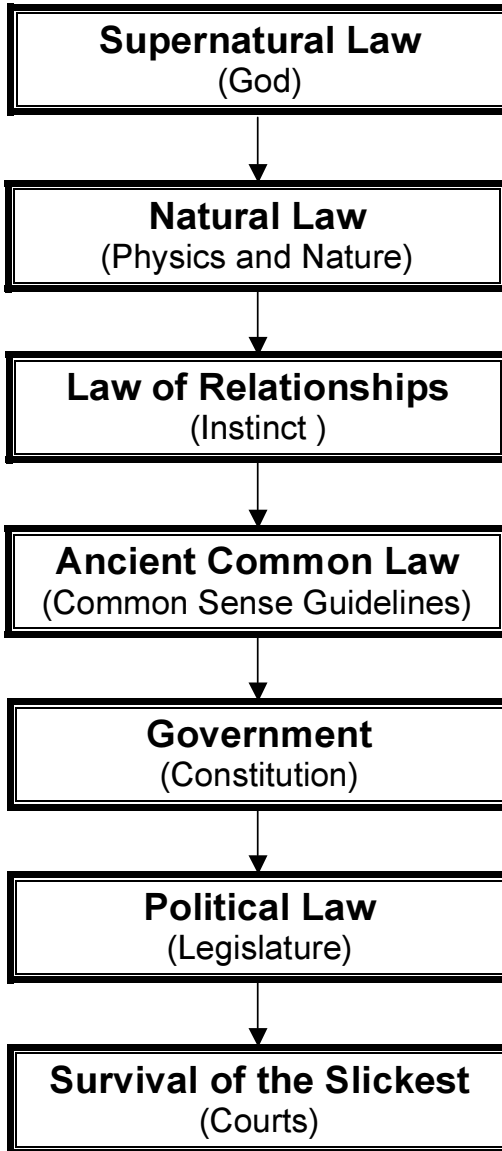 Supernatural Law
(God)
Natural Law
(Physics and Nature)
Law of Relationships
(Instinct )
Ancient Common Law
(Common Sense Guidelines)
Government
(Constitution)
Political Law
(Legislature)
Survival of the Slickest
(Courts)